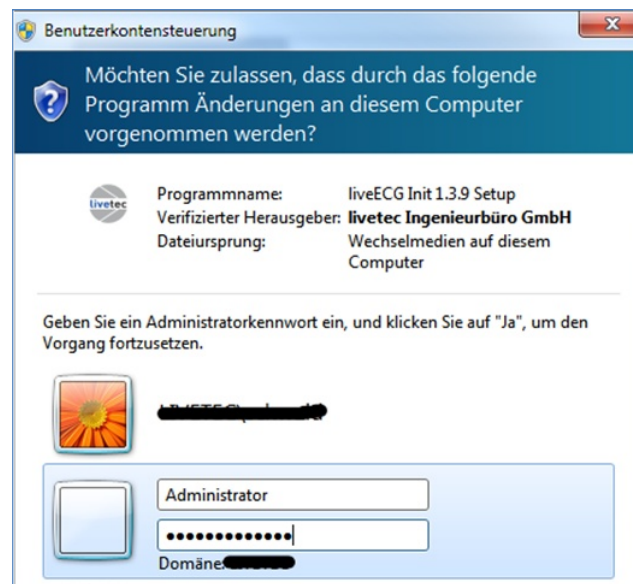 Benutzerkontensteuerung
Möchten Sie zulassen, dass durch das folgende
Programm Änderungen an diesem Computer
vorgenommen werden?
livetec
Programmname: liveECG Init 1.3.9 Setup
Verifizierter Herausgeber: livetec Ingenieurbüro GmbH
Dateiursprung: Wechselmedien auf diesem
Computer
Geben Sie ein Administratorkennwort ein, und klicken Sie auf "Ja", um den
Vorgang fortzusetzen.
Administrator
•••••••••••••
Domäne: